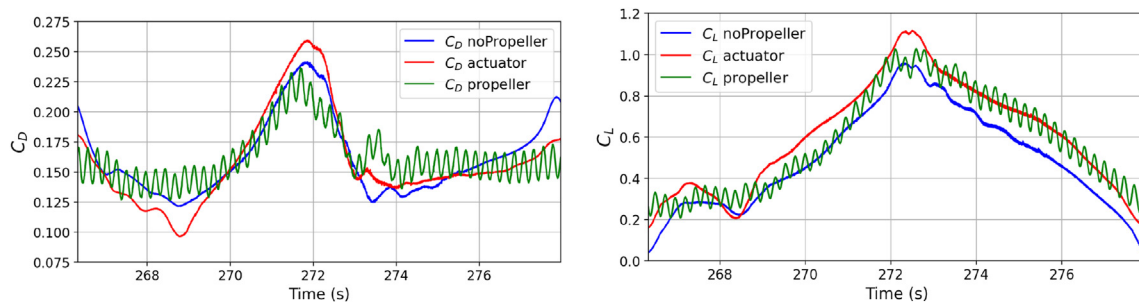 0.275
0.250
0.225
0.200
0.175
0.150
0.125
0.100
0.075
C_D
268 270 272 274 276
Time (s)
C_D noPropeller
C_D actuator
C_D propeller
1.2
1.0
0.8
0.6
0.4
0.2
0.0
C_L
268 270 272 274 276
Time (s)
C_L noPropeller
C_L actuator
C_L propeller